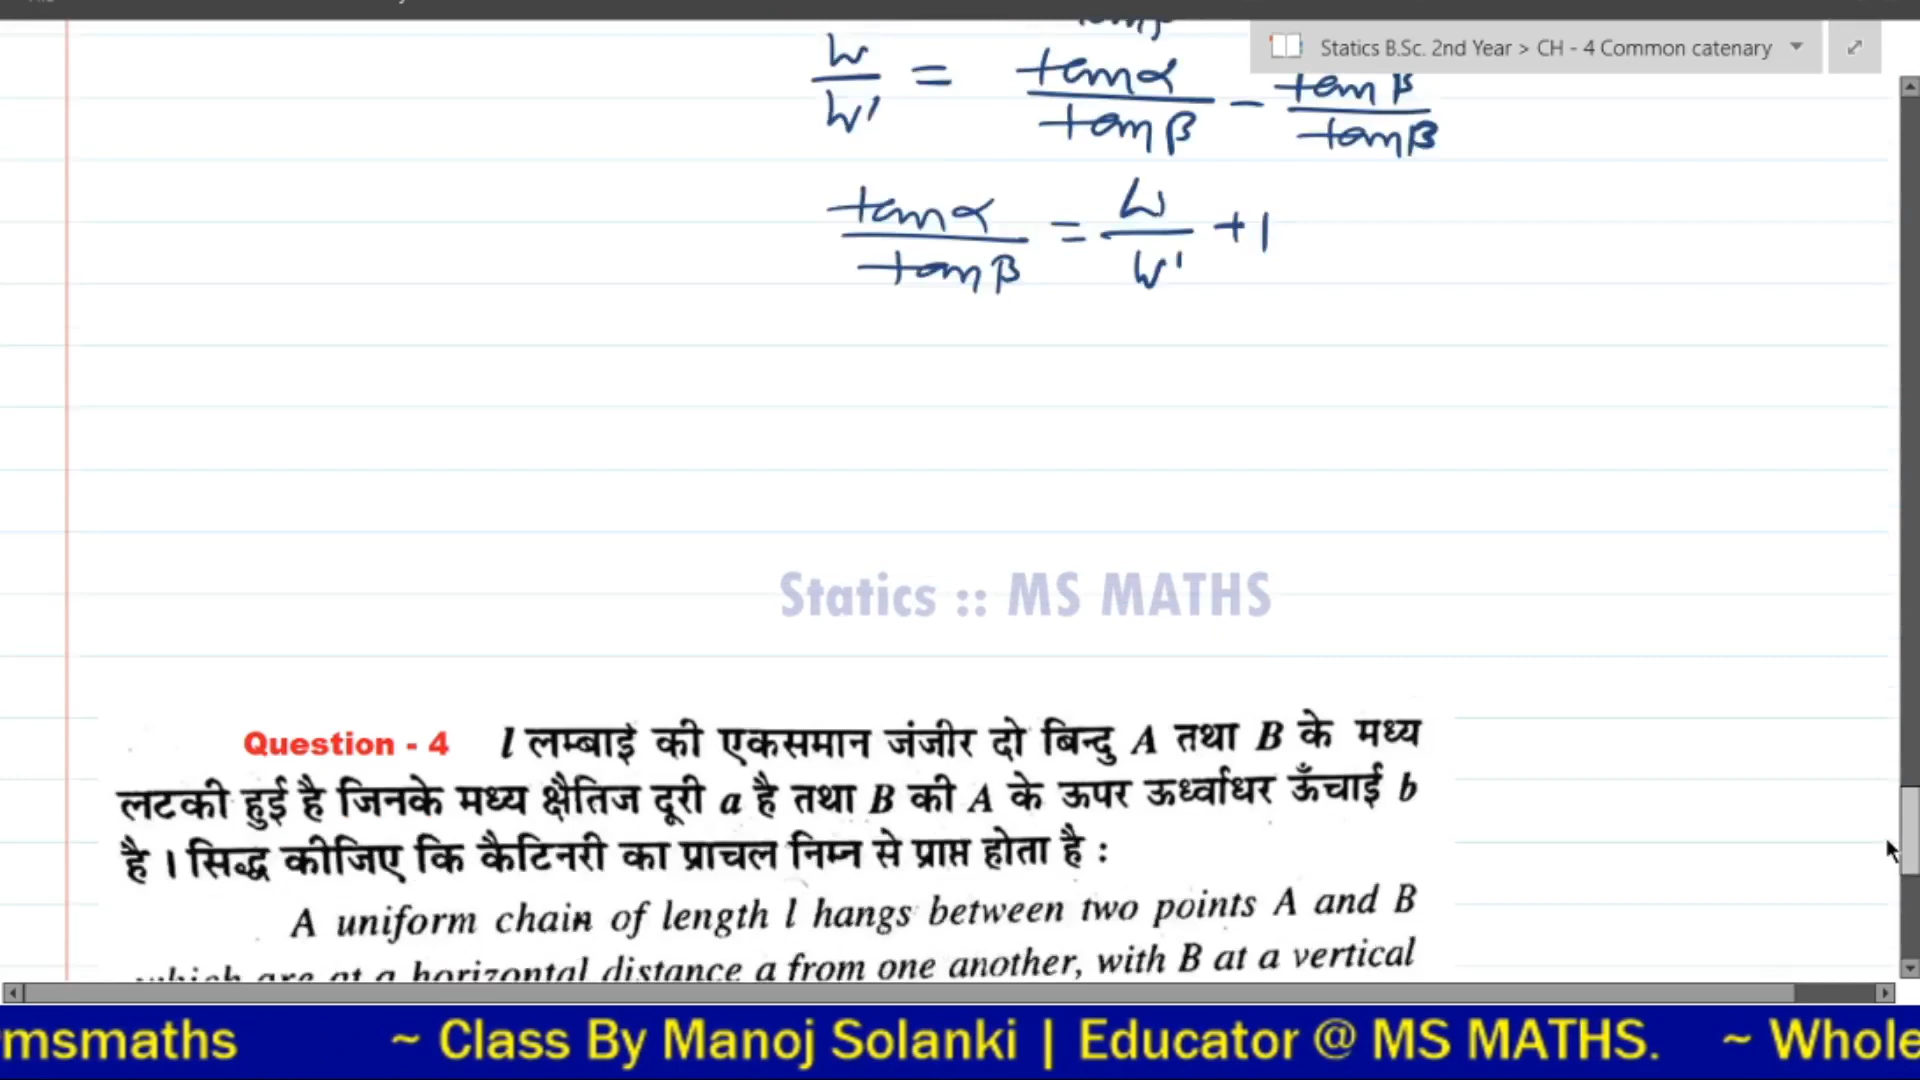 Statics B.Sc. 2nd Year > CH - 4 Common catenary
W/W' = tanα/tanβ - tanβ/tanβ
tanα/tanβ = W/W' + 1
Statics :: MS MATHS
Question - 4 l लम्बाई की एकसमान जंजीर दो बिन्दु A तथा B के मध्य
लटकी हुई है जिनके मध्य क्षैतिज दूरी a है तथा B की A के ऊपर ऊर्ध्वाधर ऊँचाई b
है । सिद्ध कीजिए कि कैटिनरी का प्राचल निम्न से प्राप्त होता है :
A uniform chain of length l hangs between two points A and B
which are at a horizontal distance a from one another, with B at a vertical
msmaths ~ Class By Manoj Solanki | Educator @ MS MATHS. ~ Whole